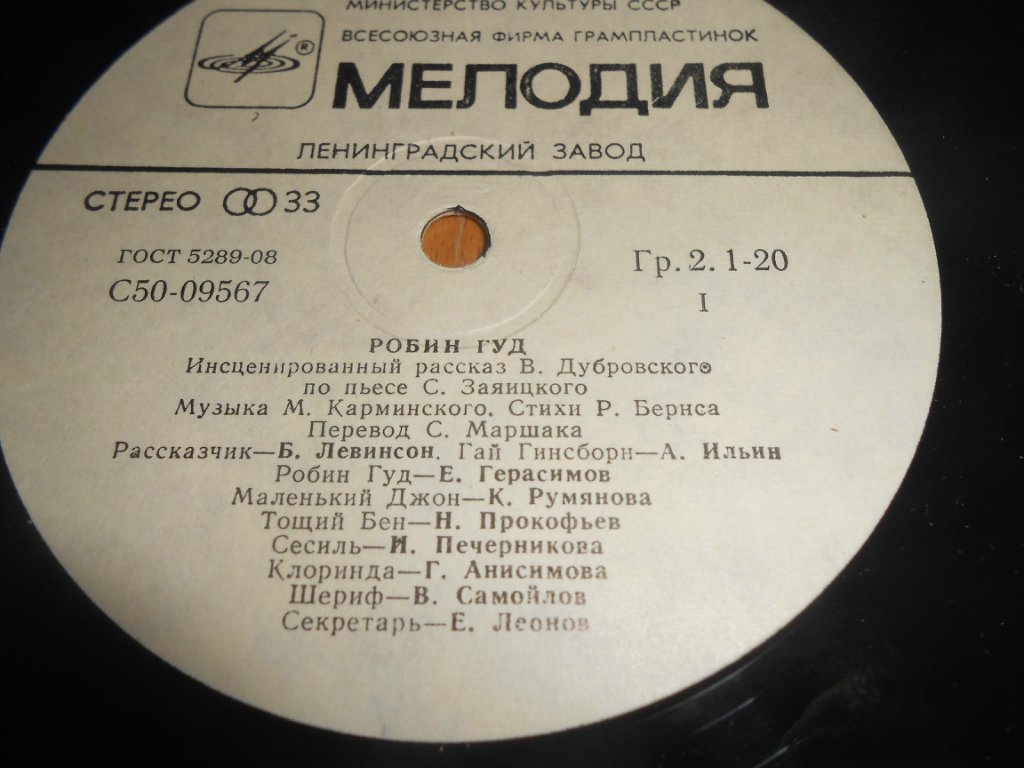 МИНИСТЕРСТВО КУЛЬТУРЫ СССР
ВСЕСОЮЗНАЯ ФИРМА ГРАМПЛАСТИНОК
® МЕЛОДИЯ
ЛЕНИНГРАДСКИЙ ЗАВОД
СТЕРЕО 33
ГОСТ 5289-08
С50-09567
Гр. 2. 1-20
I
РОБИН ГУД
Инсценированный рассказ В. Дубровского
по пьесе С. Заяицкого
Музыка М. Карминского. Стихи Р. Бернса
Перевод С. Маршака
Рассказчик—Б. Левинсон, Гай Гинсборн—А. Ильин
Робин Гуд—Е. Герасимов
Маленький Джон—К. Румянова
Тощий Бен—Н. Прокофьев
Сесиль—И. Печерникова
Клоринда—Г. Анисимова
Шериф—В. Самойлов
Секретарь—Е. Леонов